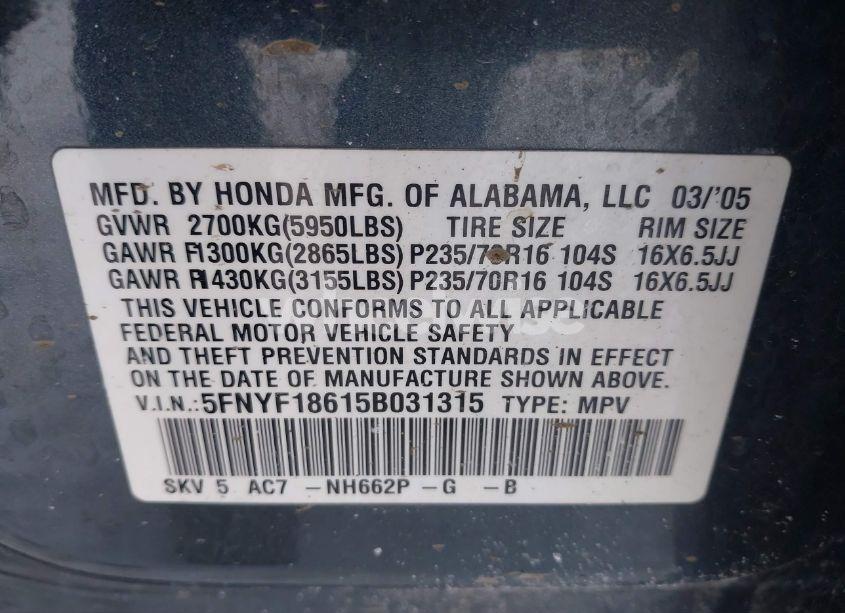 MFD. BY HONDA MFG. OF ALABAMA, LLC 03/'05
GVWR 2700KG(5950LBS) TIRE SIZE RIM SIZE
GAWR F1300KG(2865LBS) P235/70R16 104S 16X6.5JJ
GAWR R1430KG(3155LBS) P235/70R16 104S 16X6.5JJ
THIS VEHICLE CONFORMS TO ALL APPLICABLE
FEDERAL MOTOR VEHICLE SAFETY
AND THEFT PREVENTION STANDARDS IN EFFECT
ON THE DATE OF MANUFACTURE SHOWN ABOVE.
V.I.N.:5FNYF18615B031315 TYPE: MPV
SKV 5 AC7 -NH662P -G -B